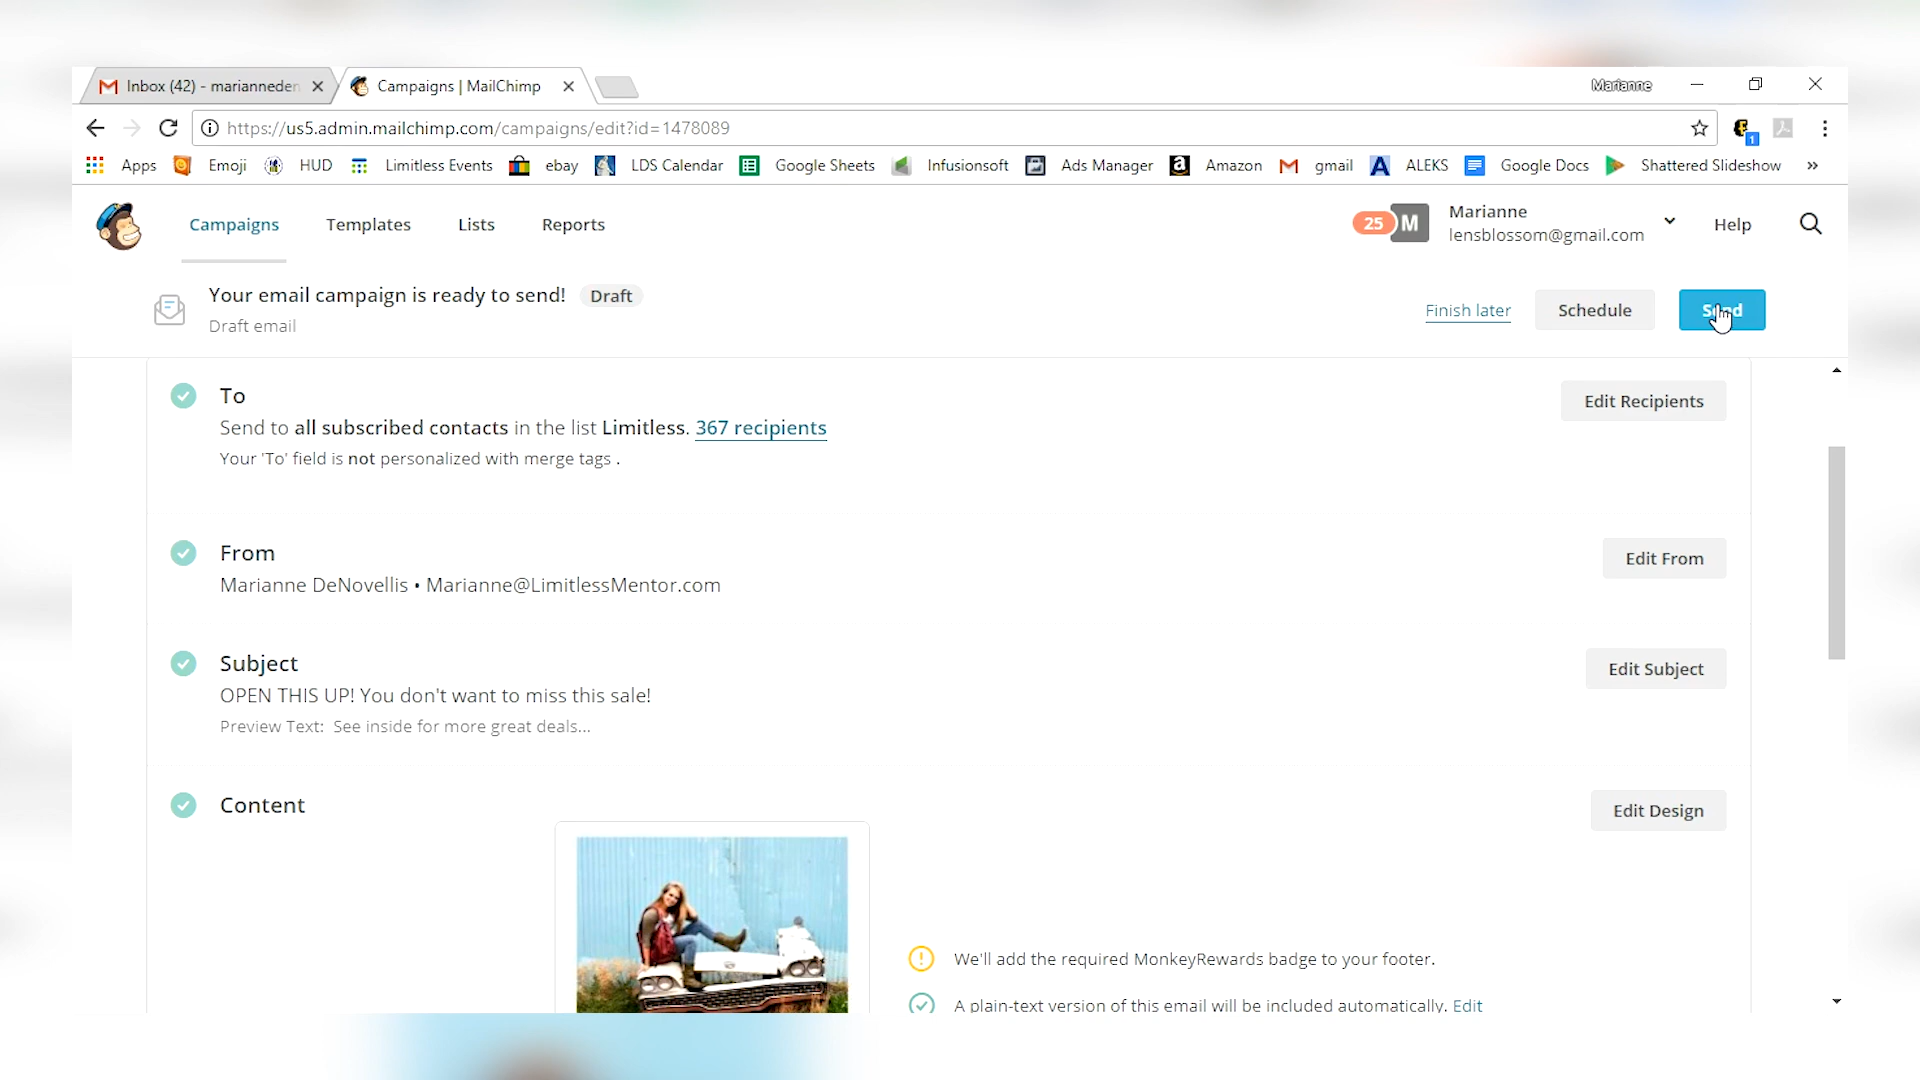 Inbox (42) - marianneden
Campaigns | MailChimp
Marianne
https://us5.admin.mailchimp.com/campaigns/edit?id=1478089
1
Apps Emoji HUD Limitless Events ebay LDS Calendar Google Sheets Infusionsoft Ads Manager Amazon gmail ALEKS Google Docs Shattered Slideshow »
Campaigns Templates Lists Reports
25 M
Marianne
lensblossom@gmail.com
Help
Your email campaign is ready to send! Draft
Draft email
Finish later Schedule Send
To
Edit Recipients
Send to all subscribed contacts in the list Limitless. 367 recipients
Your 'To' field is not personalized with merge tags .
From
Edit From
Marianne DeNovellis • Marianne@LimitlessMentor.com
Subject
Edit Subject
OPEN THIS UP! You don't want to miss this sale!
Preview Text: See inside for more great deals...
Content
Edit Design
We'll add the required MonkeyRewards badge to your footer.
A plain-text version of this email will be included automatically. Edit